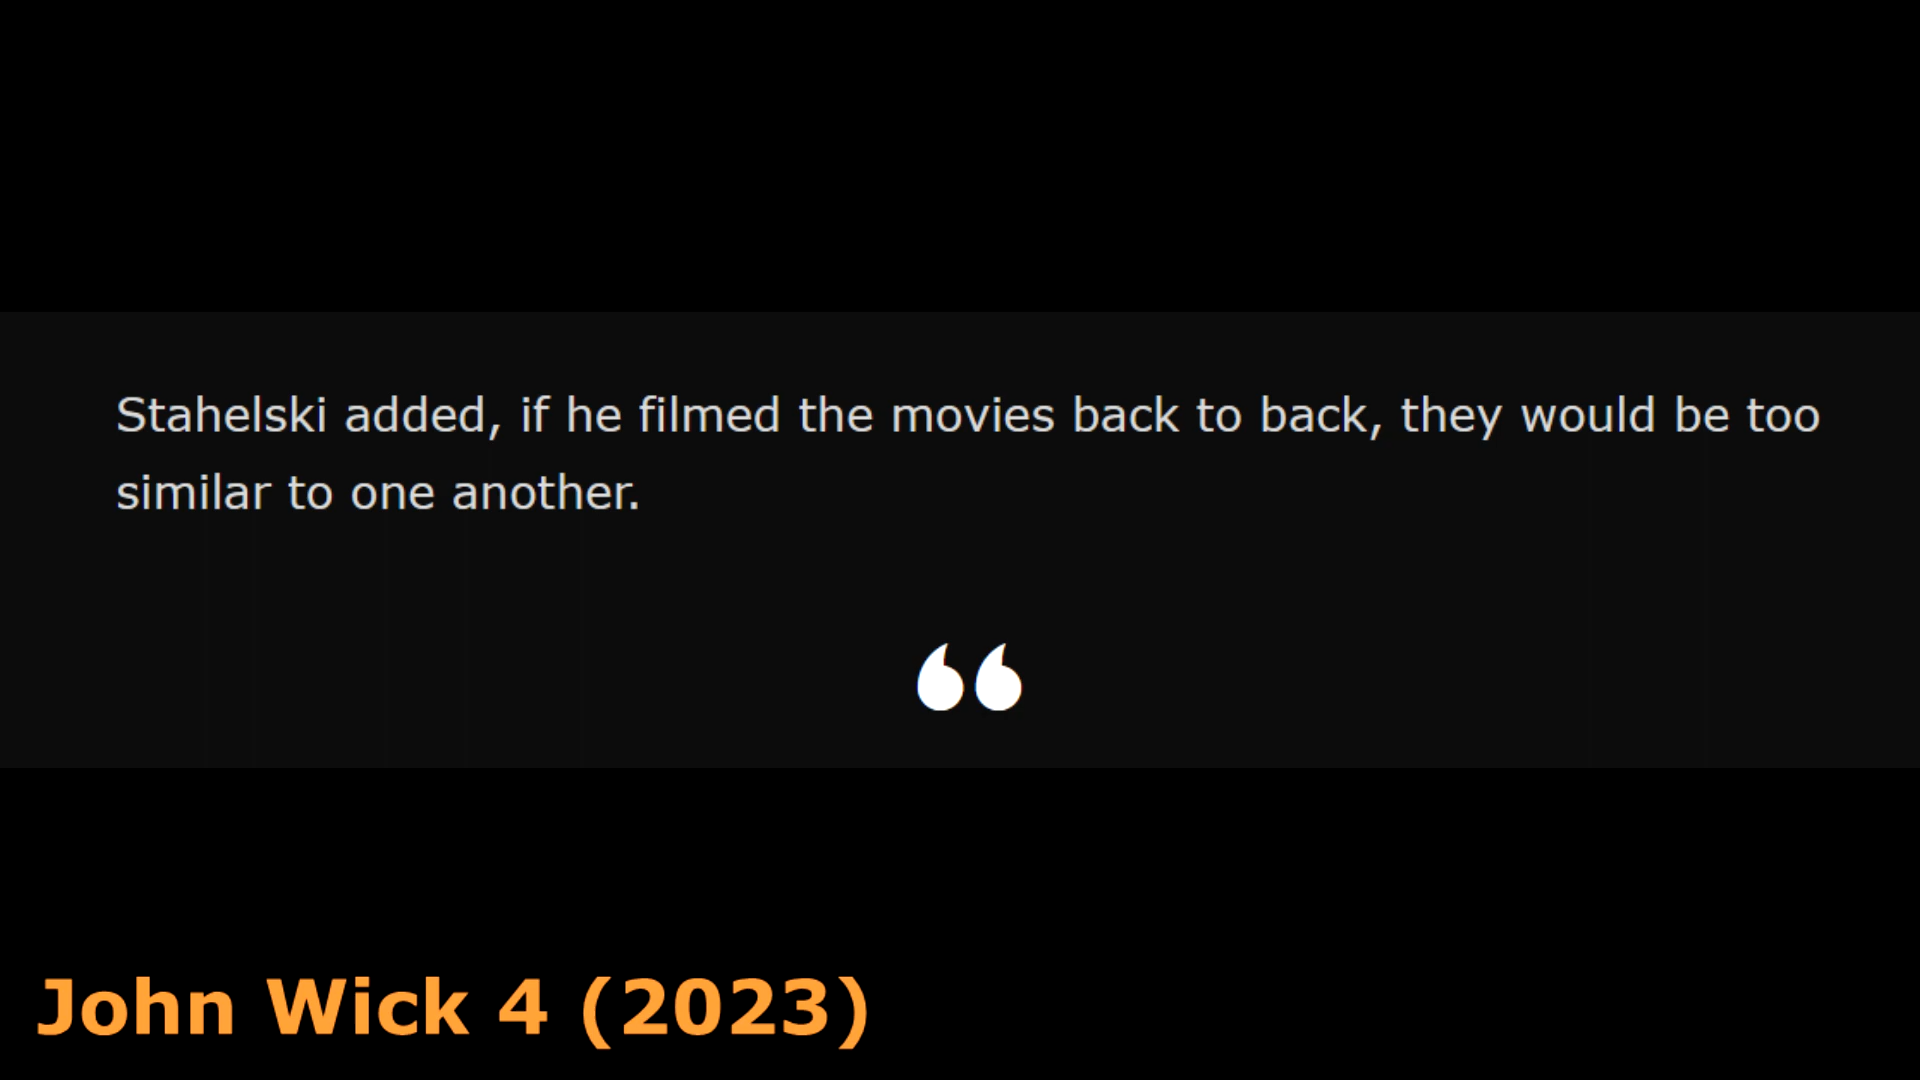 Stahelski added, if he filmed the movies back to back, they would be too
similar to one another.
“
John Wick 4 (2023)